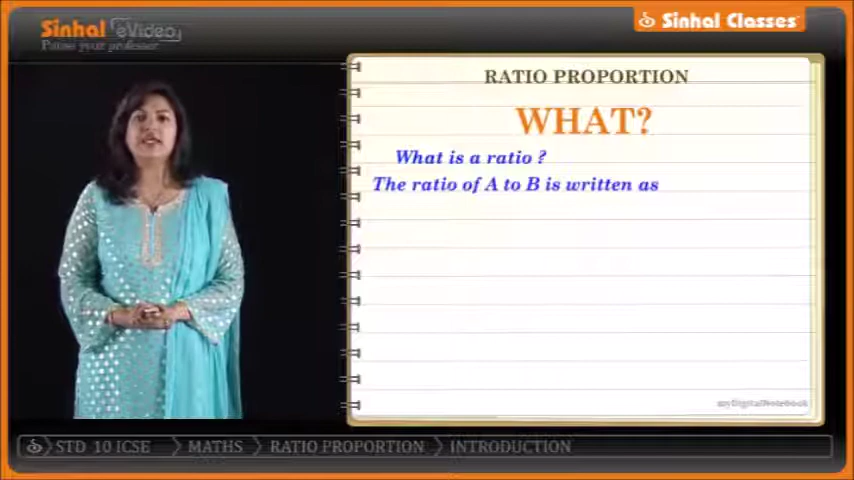 Sinhal eVideo
Pause your professor
Sinhal Classes
RATIO PROPORTION
WHAT?
What is a ratio ?
The ratio of A to B is written as
myDigitalNotebook
STD 10 ICSE
MATHS
RATIO PROPORTION
INTRODUCTION